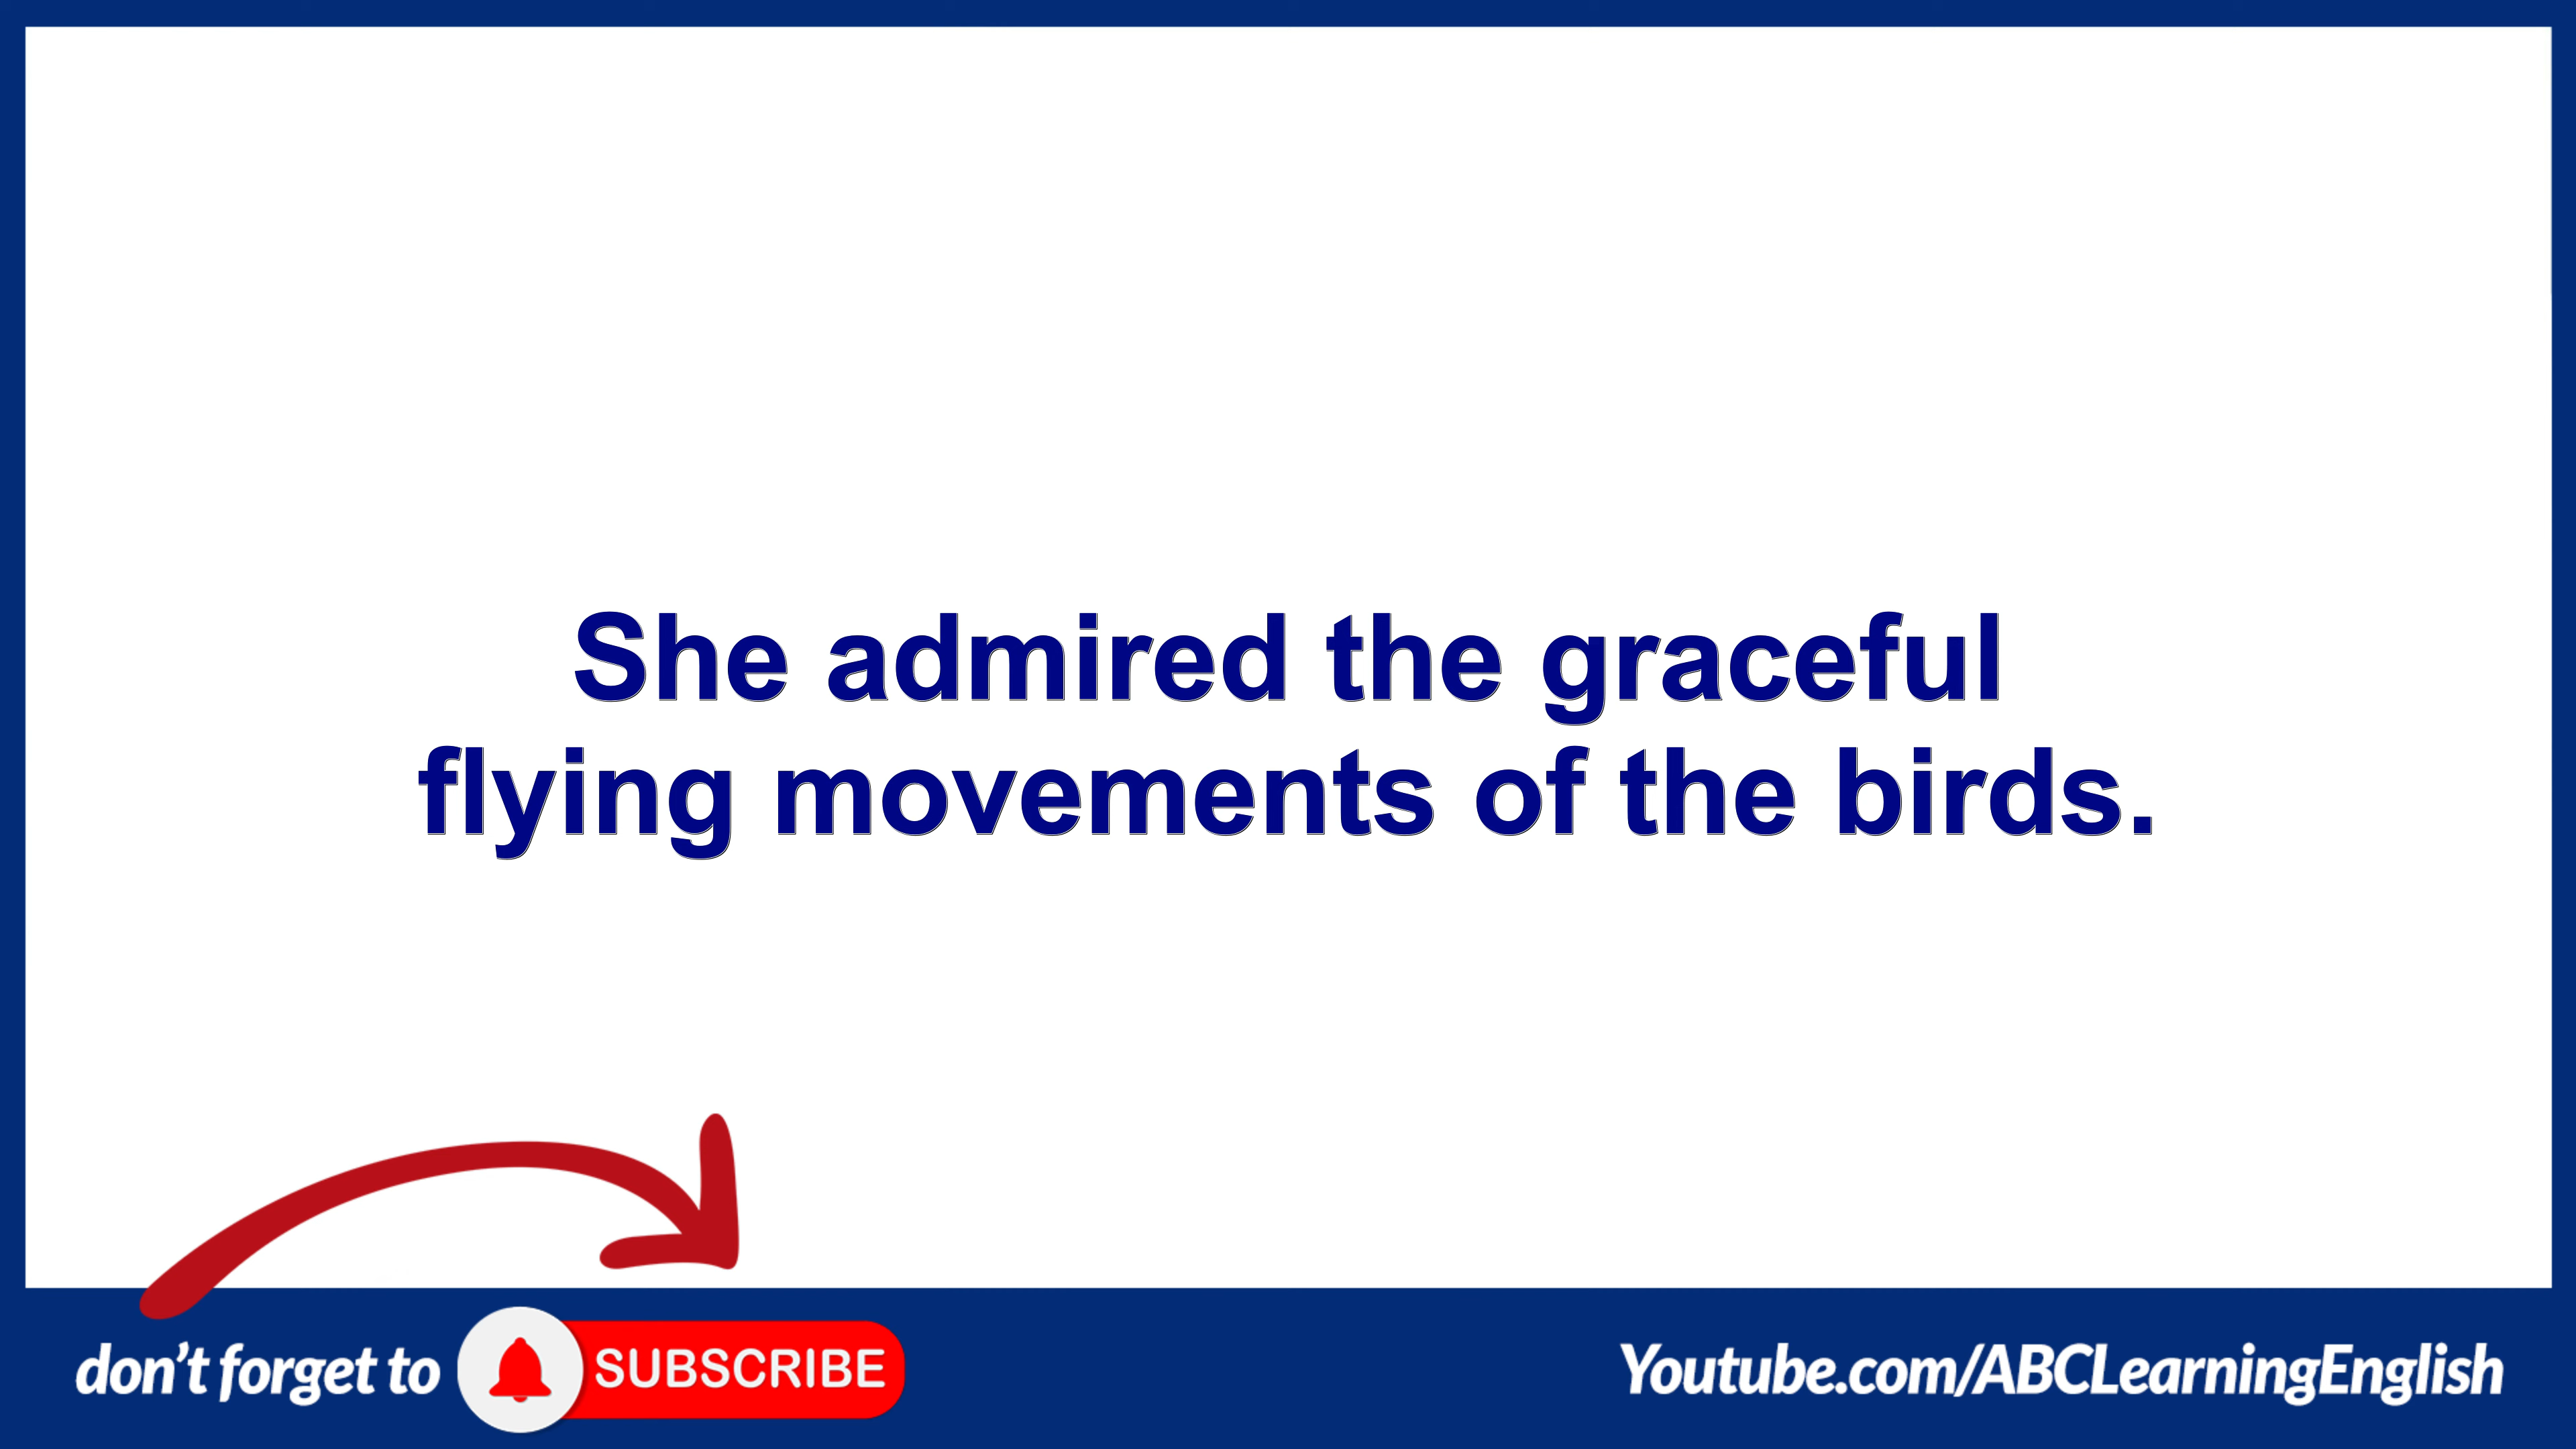 She admired the graceful
flying movements of the birds.
don't forget to SUBSCRIBE
Youtube.com/ABCLearningEnglish